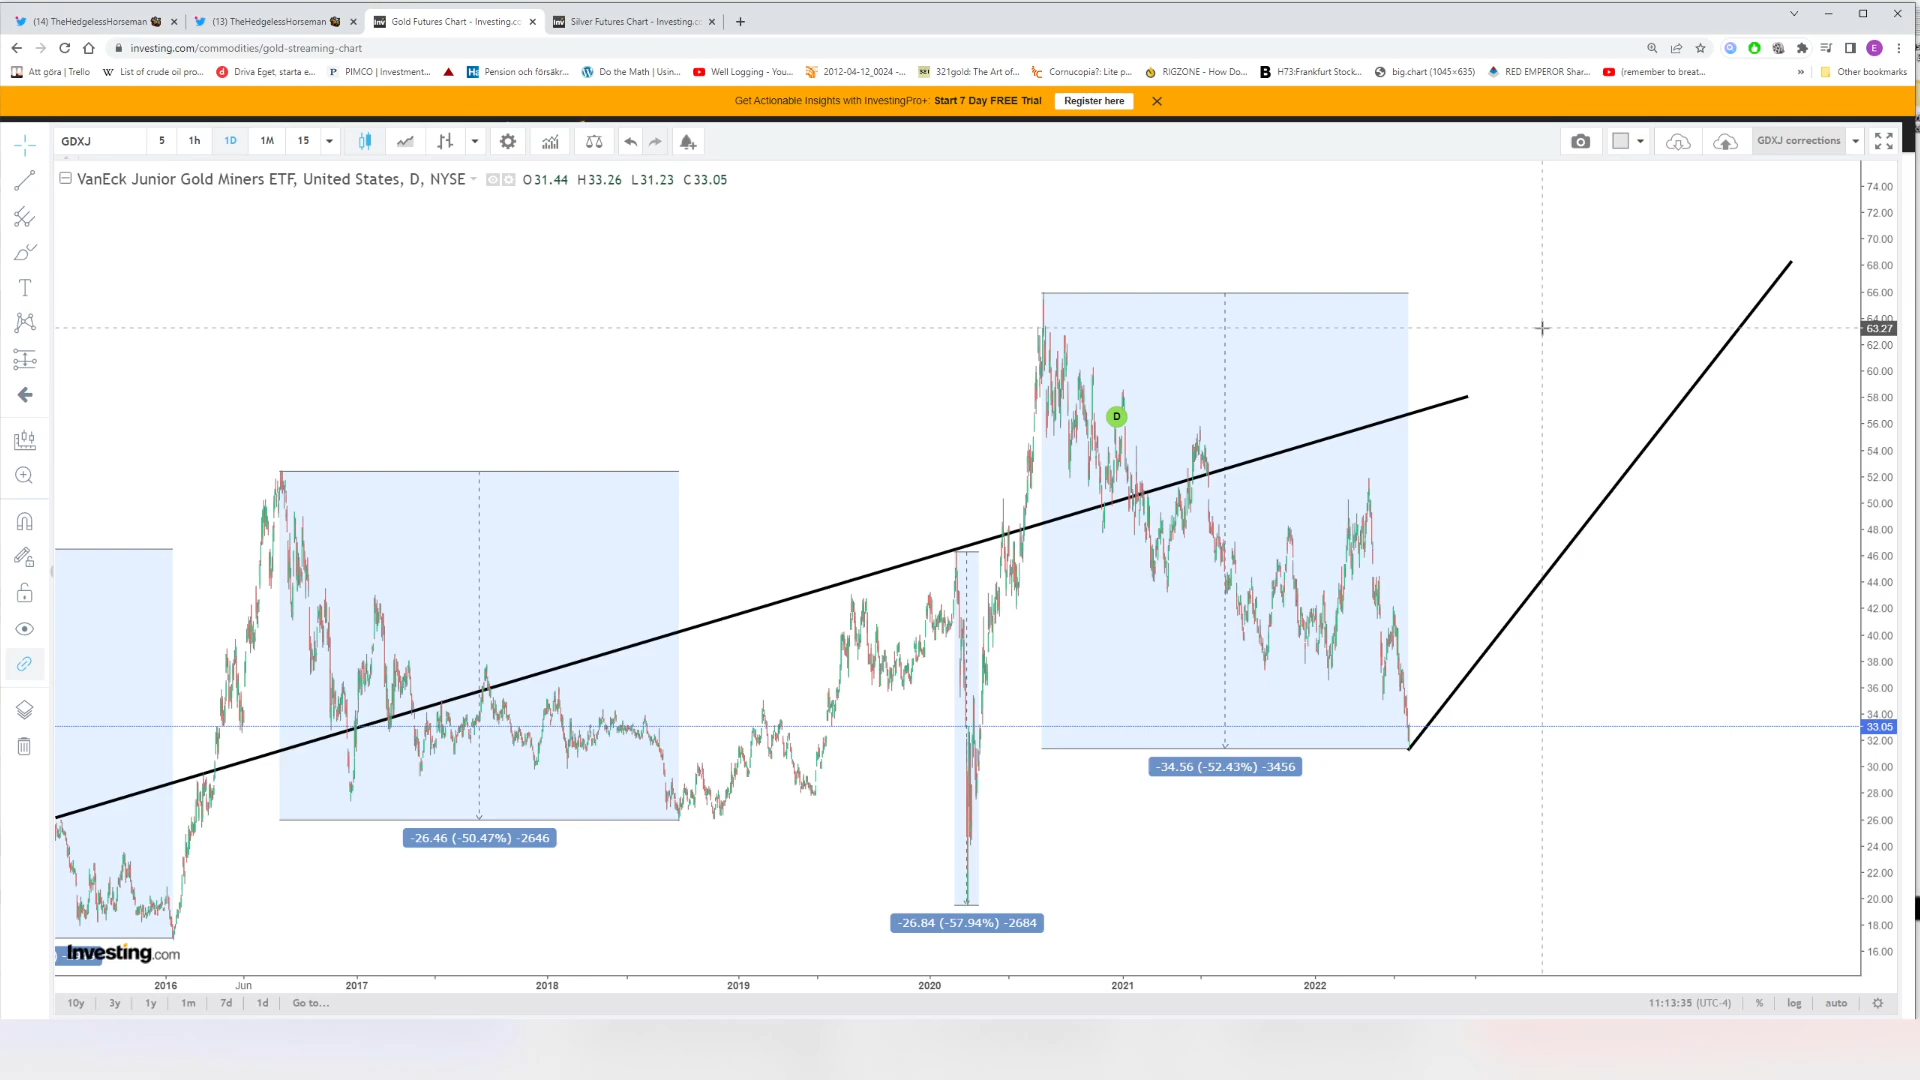 (14) TheHedgelessHorseman
(13) TheHedgelessHorseman
Gold Futures Chart - Investing.co
Silver Futures Chart - Investing.c
investing.com/commodities/gold-streaming-chart
E
Att göra | Trello
List of crude oil pro...
Driva Eget, starta e...
PIMCO | Investment...
Pension och försäkr...
Do the Math | Usin...
Well Logging - You...
2012-04-12_0024 -...
321gold: The Art of...
Cornucopia?: Lite p...
RIGZONE - How Do...
H73:Frankfurt Stock...
big.chart (1045×635)
RED EMPEROR Shar...
(remember to breat...
»
Other bookmarks
Get Actionable Insights with InvestingPro+: Start 7 Day FREE Trial
Register here
GDXJ
5
1h
1D
1M
15
GDXJ corrections
VanEck Junior Gold Miners ETF, United States, D, NYSE
O 31.44 H 33.26 L 31.23 C 33.05
74.00
72.00
70.00
68.00
66.00
64.00
63.27
62.00
60.00
58.00
56.00
54.00
52.00
50.00
48.00
46.00
44.00
42.00
40.00
38.00
36.00
34.00
33.05
32.00
30.00
28.00
26.00
24.00
22.00
20.00
18.00
16.00
D
-34.56 (-52.43%) -3456
-26.46 (-50.47%) -2646
-26.84 (-57.94%) -2684
Investing.com
2016
Jun
2017
2018
2019
2020
2021
2022
10y
3y
1y
1m
7d
1d
Go to...
11:13:35 (UTC-4)
%
log
auto